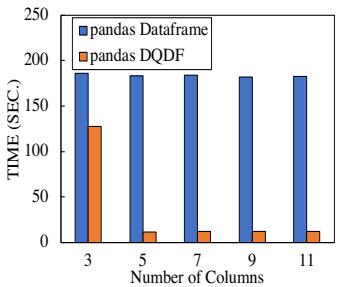 250
200
150
100
50
0
TIME (SEC.)
pandas Dataframe
pandas DQDF
3 5 7 9 11
Number of Columns